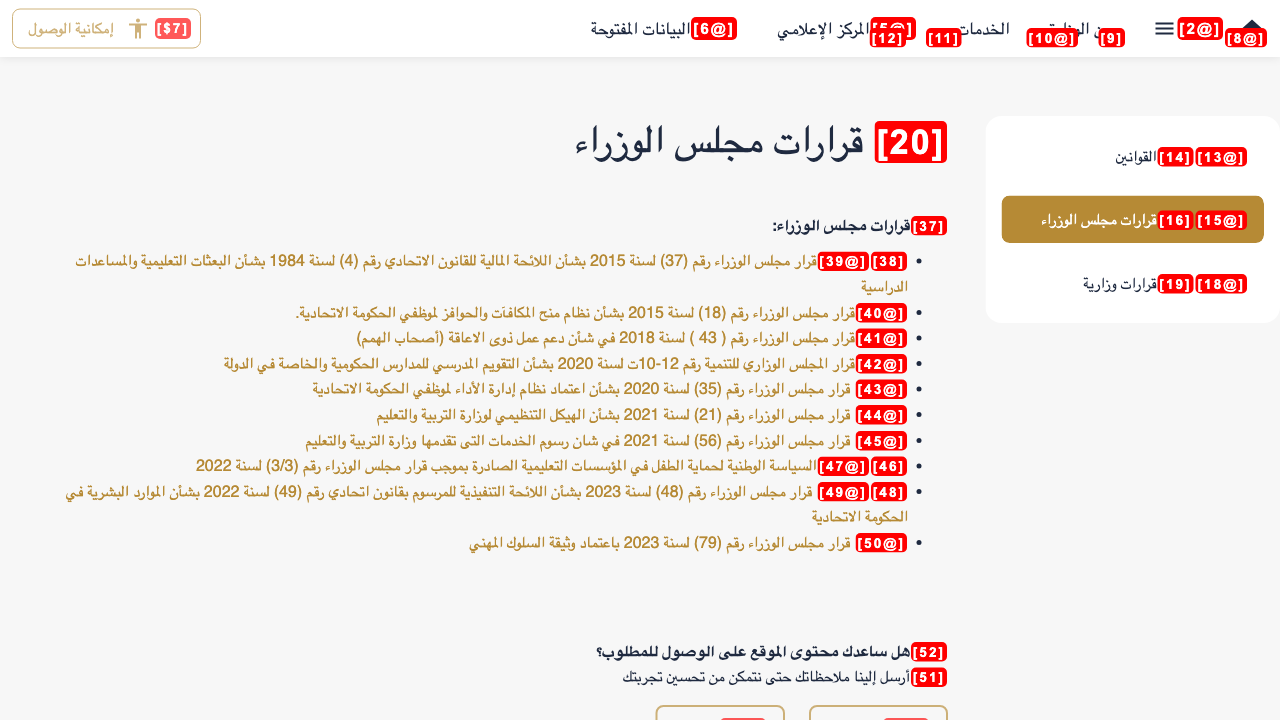 [@2]
ن الوزارة
الخدمات
[@5] المركز الإعلامي
[@6] البيانات المفتوحة
[$7] إمكانية الوصول
[@8] [9] [@10] [11] [12]
[@13] [14] القوانين
[@15] [16] قرارات مجلس الوزراء
[@18] [19] قرارات وزارية
[20] قرارات مجلس الوزراء
[37] قرارات مجلس الوزراء:
[38] [@39] قرار مجلس الوزراء رقم (37) لسنة 2015 بشأن اللائحة المالية للقانون الاتحادي رقم (4) لسنة 1984 بشأن البعثات التعليمية والمساعدات
الدراسية
[@40] قرار مجلس الوزراء رقم (18) لسنة 2015 بشأن نظام منح المكافآت والحوافز لموظفي الحكومة الاتحادية.
[@41] قرار مجلس الوزراء رقم ( 43 ) لسنة 2018 في شأن دعم عمل ذوى الاعاقة (أصحاب الهمم)
[@42] قرار المجلس الوزاري للتنمية رقم 12-10ت لسنة 2020 بشأن التقويم المدرسي للمدارس الحكومية والخاصة في الدولة
[@43] قرار مجلس الوزراء رقم (35) لسنة 2020 بشأن اعتماد نظام إدارة الأداء لموظفي الحكومة الاتحادية
[@44] قرار مجلس الوزراء رقم (21) لسنة 2021 بشأن الهيكل التنظيمي لوزارة التربية والتعليم
[@45] قرار مجلس الوزراء رقم (56) لسنة 2021 في شان رسوم الخدمات التى تقدمها وزارة التربية والتعليم
[46] [@47] السياسة الوطنية لحماية الطفل في المؤسسات التعليمية الصادرة بموجب قرار مجلس الوزراء رقم (3/3) لسنة 2022
[48] [@49] قرار مجلس الوزراء رقم (48) لسنة 2023 بشأن اللائحة التنفيذية للمرسوم بقانون اتحادي رقم (49) لسنة 2022 بشأن الموارد البشرية في
الحكومة الاتحادية
[@50] قرار مجلس الوزراء رقم (79) لسنة 2023 باعتماد وثيقة السلوك المهني
[52] هل ساعدك محتوى الموقع على الوصول للمطلوب؟
[51] أرسل إلينا ملاحظاتك حتى نتمكن من تحسين تجربتك